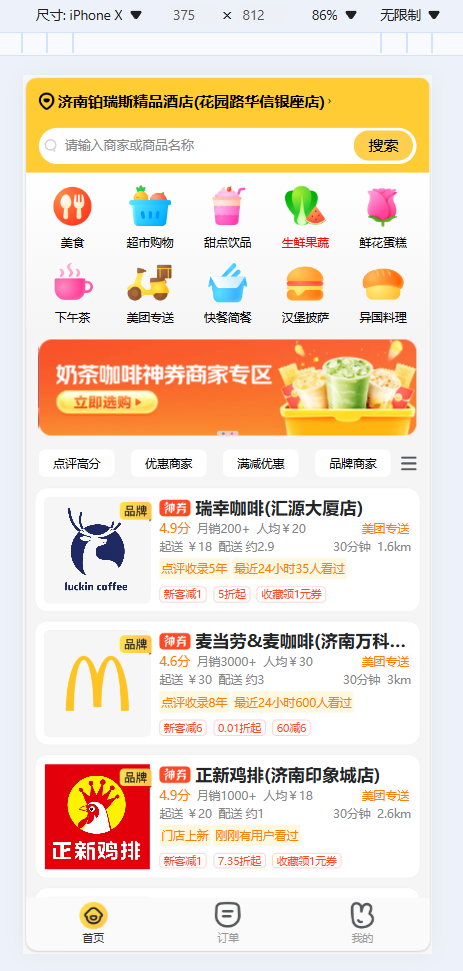 尺寸: iPhone X ▼ 375 × 812 86% ▼ 无限制 ▼
济南铂瑞斯精品酒店(花园路华信银座店) ›
请输入商家或商品名称 搜索
美食 超市购物 甜点饮品 生鲜果蔬 鲜花蛋糕
下午茶 美团专送 快餐简餐 汉堡披萨 异国料理
奶茶咖啡神券商家专区
立即选购
点评高分 优惠商家 满减优惠 品牌商家
品牌
luckin coffee
神券 瑞幸咖啡(汇源大厦店)
4.9分 月销200+ 人均￥20 美团专送
起送 ￥18 配送 约2.9 30分钟 1.6km
点评收录5年 最近24小时35人看过
新客减1 5折起 收藏领1元券
品牌
神券 麦当劳&麦咖啡(济南万科...
4.6分 月销3000+ 人均￥30 美团专送
起送 ￥30 配送 约3 30分钟 3km
点评收录8年 最近24小时600人看过
新客减6 0.01折起 60减6
品牌
正新鸡排
神券 正新鸡排(济南印象城店)
4.9分 月销1000+ 人均￥18 美团专送
起送 ￥20 配送 约1 30分钟 2.6km
门店上新 刚刚有用户看过
新客减1 7.35折起 收藏领1元券
首页 订单 我的